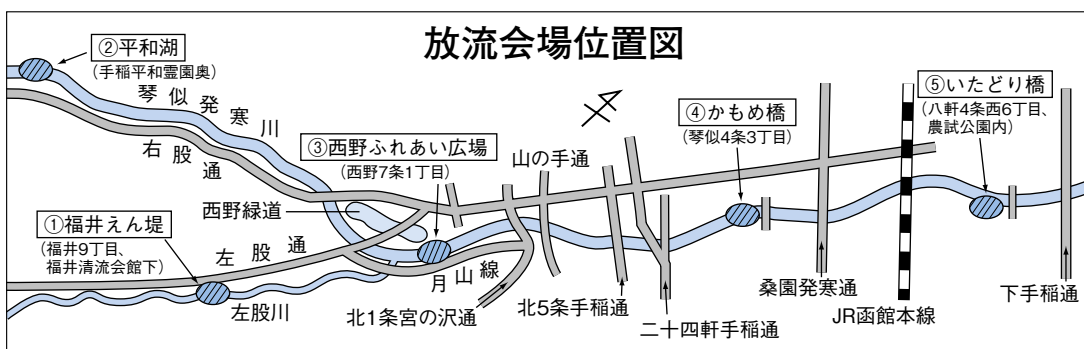 放流会場位置図
②平和湖
(手稲平和霊園奥)
琴似発寒川
右股通
③西野ふれあい広場
(西野7条1丁目)
山の手通
④かもめ橋
(琴似4条3丁目)
⑤いたどり橋
(八軒4条西6丁目、
農試公園内)
西野緑道
①福井えん堤
(福井9丁目、
福井清流会館下)
左股通
左股川
月山線
北1条宮の沢通
北5条手稲通
二十四軒手稲通
桑園発寒通
JR函館本線
下手稲通